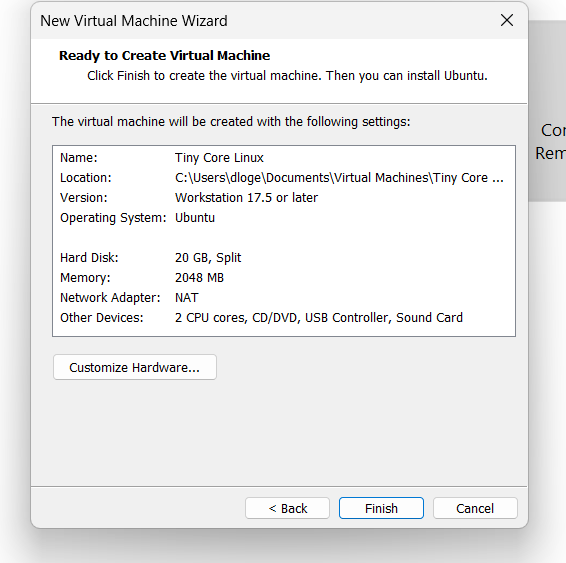 New Virtual Machine Wizard
Ready to Create Virtual Machine
Click Finish to create the virtual machine. Then you can install Ubuntu.
The virtual machine will be created with the following settings:
Name: Tiny Core Linux
Location: C:\Users\dloge\Documents\Virtual Machines\Tiny Core ...
Version: Workstation 17.5 or later
Operating System: Ubuntu
Hard Disk: 20 GB, Split
Memory: 2048 MB
Network Adapter: NAT
Other Devices: 2 CPU cores, CD/DVD, USB Controller, Sound Card
Customize Hardware...
< Back Finish Cancel